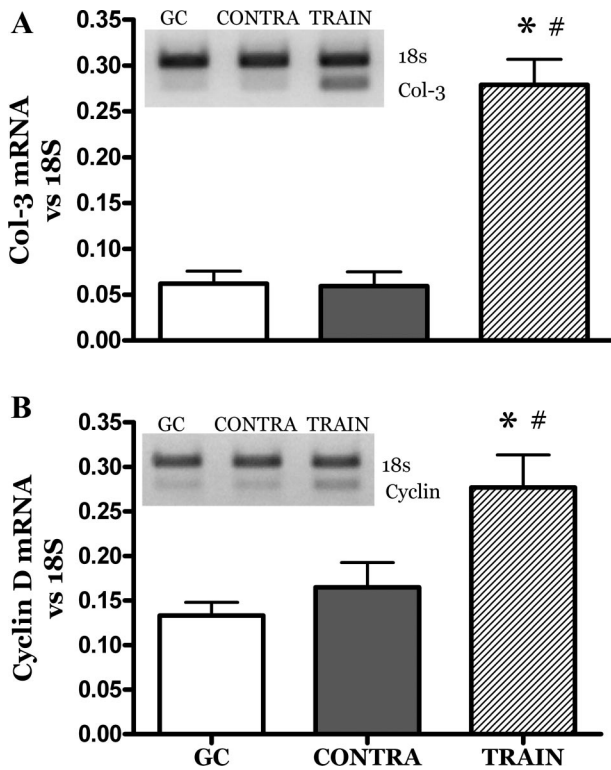 A
GC CONTRA TRAIN
18s
Col-3
* #
Col-3 mRNA
vs 18S
0.35
0.30
0.25
0.20
0.15
0.10
0.05
0.00
B
GC CONTRA TRAIN
18s
Cyclin
* #
Cyclin D mRNA
vs 18S
0.35
0.30
0.25
0.20
0.15
0.10
0.05
0.00
GC CONTRA TRAIN